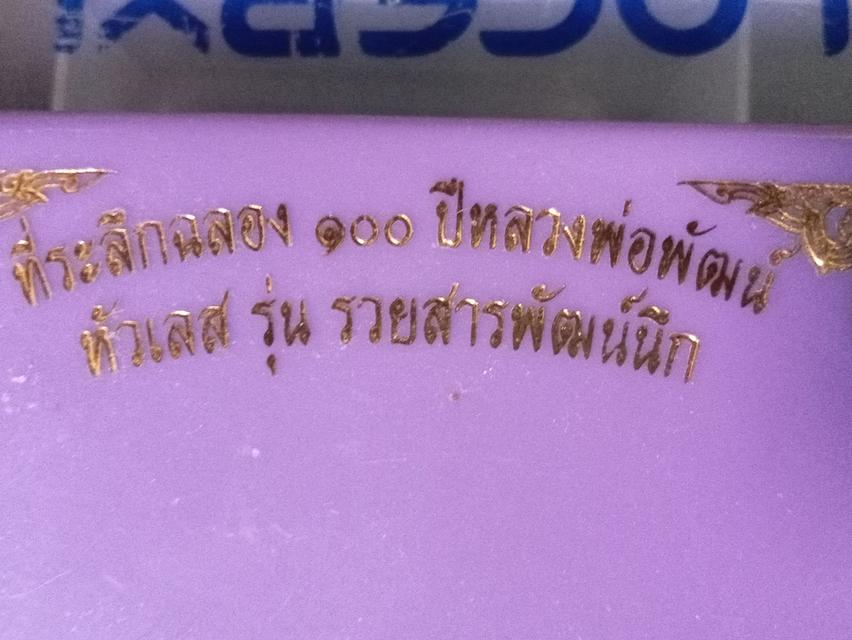 ที่ระลึกฉลอง ๑๐๐ ปีหลวงพ่อพัฒน์
หัวเลส รุ่น รวยสารพัฒน์นึก